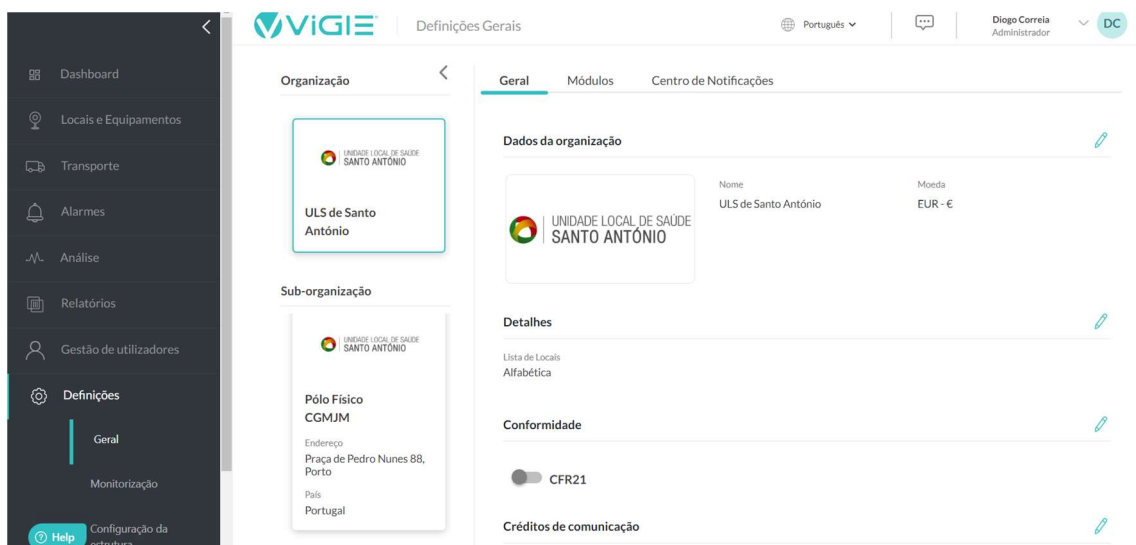 ViGIE
Definições Gerais
Português
Diogo Correia
Administrador
DC
Dashboard
Locais e Equipamentos
Transporte
Alarmes
Análise
Relatórios
Gestão de utilizadores
Definições
Geral
Monitorização
Configuração da
estrutura
Help
Organização
UNIDADE LOCAL DE SAÚDE
SANTO ANTÓNIO
ULS de Santo
António
Sub-organização
UNIDADE LOCAL DE SAÚDE
SANTO ANTÓNIO
Pólo Físico
CGMJM
Endereço
Praça de Pedro Nunes 88,
Porto
País
Portugal
Geral Módulos Centro de Notificações
Dados da organização
UNIDADE LOCAL DE SAÚDE
SANTO ANTÓNIO
Nome
ULS de Santo António
Moeda
EUR - €
Detalhes
Lista de Locais
Alfabética
Conformidade
CFR21
Créditos de comunicação